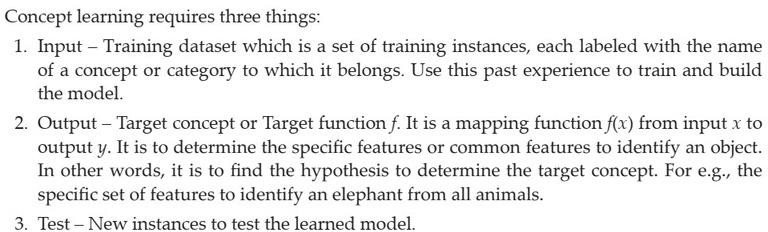 Concept learning requires three things:
1. Input – Training dataset which is a set of training instances, each labeled with the name
of a concept or category to which it belongs. Use this past experience to train and build
the model.
2. Output – Target concept or Target function f. It is a mapping function f(x) from input x to
output y. It is to determine the specific features or common features to identify an object.
In other words, it is to find the hypothesis to determine the target concept. For e.g., the
specific set of features to identify an elephant from all animals.
3. Test – New instances to test the learned model.